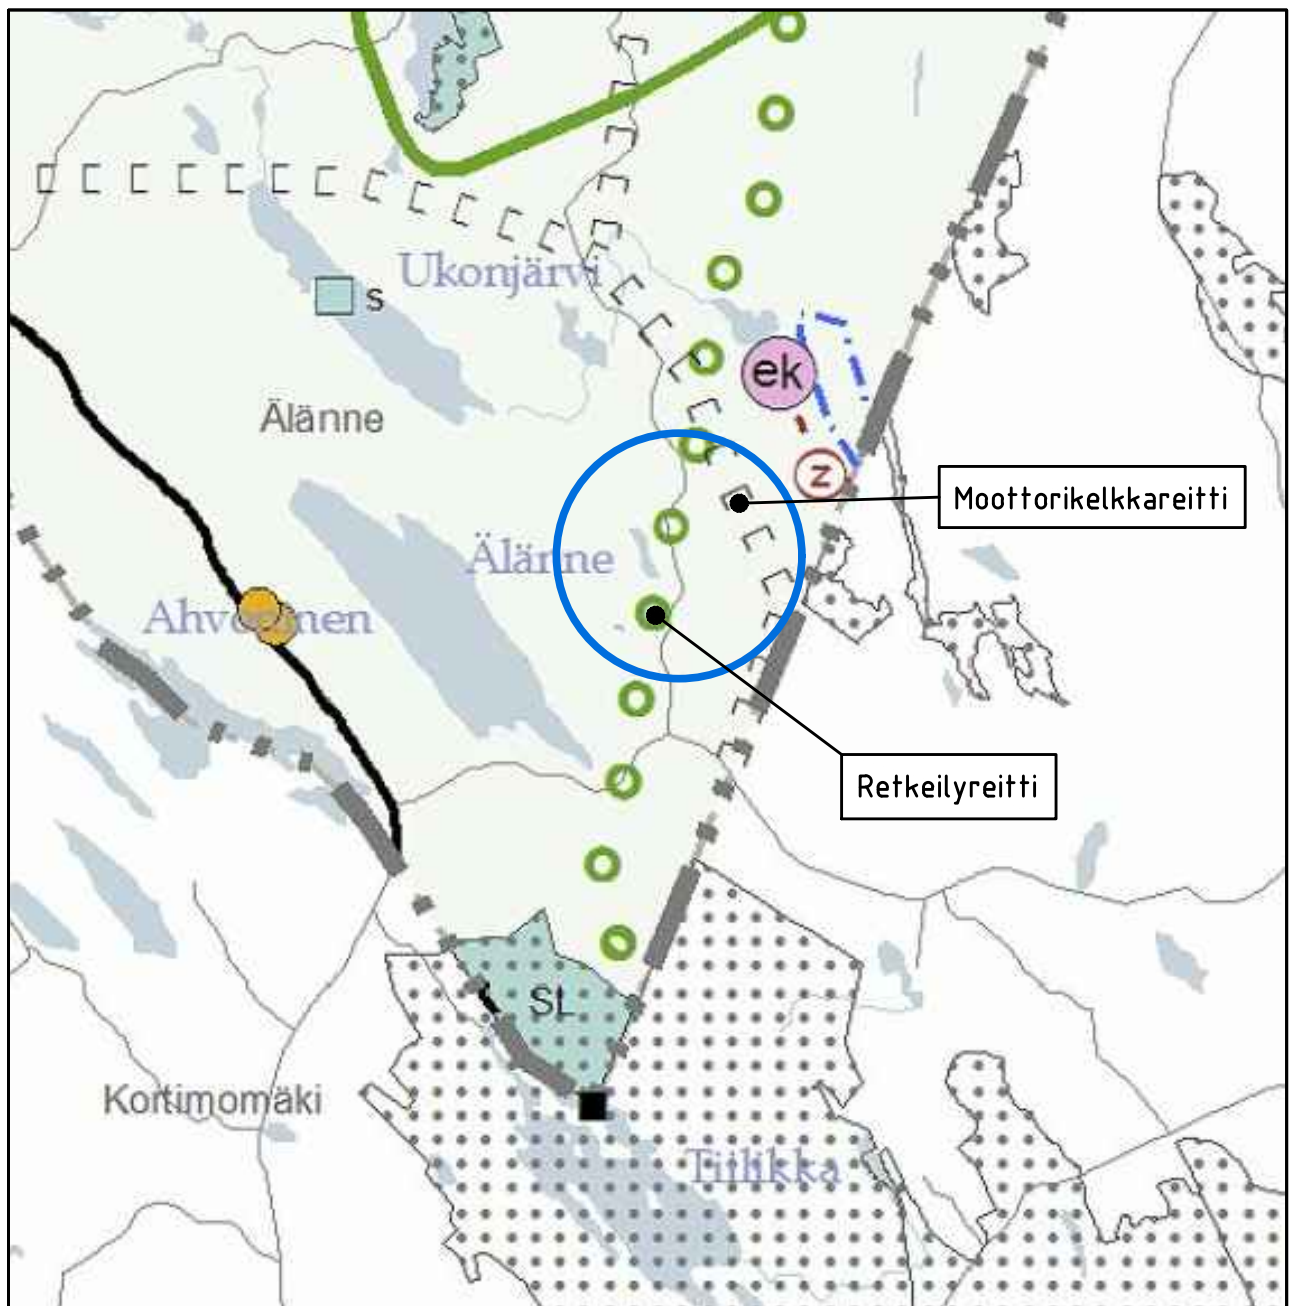 Ukonjärvi
s
ek
Älänne
z
Moottorikelkkareitti
Älänne
Retkeilyreitti
SL
Kortimomäki
Tiilikka